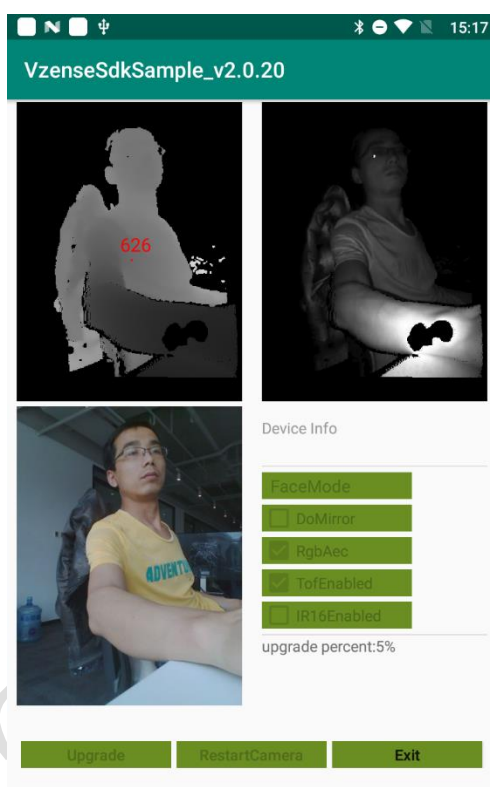 15:17
VzenseSdkSample_v2.0.20
626
Device Info
FaceMode
DoMirror
RgbAec
TofEnabled
IR16Enabled
upgrade percent:5%
Upgrade RestartCamera Exit